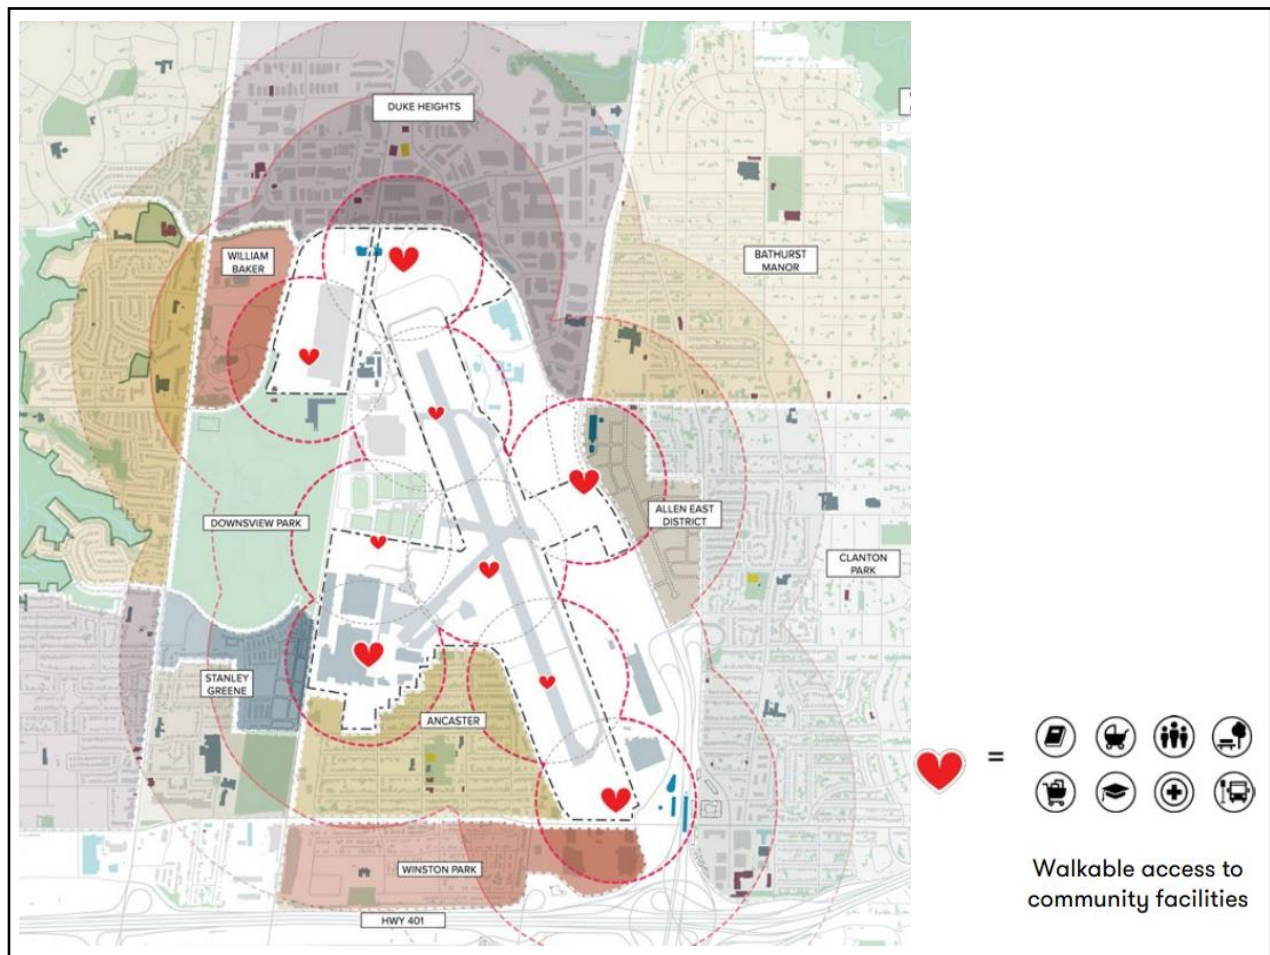 DUKE HEIGHTS
WILLIAM
BAKER
BATHURST
MANOR
DOWNSVIEW PARK
ALLEN EAST
DISTRICT
CLANTON
PARK
STANLEY
GREENE
ANCASTER
WINSTON PARK
HWY 401
=
Walkable access to
community facilities